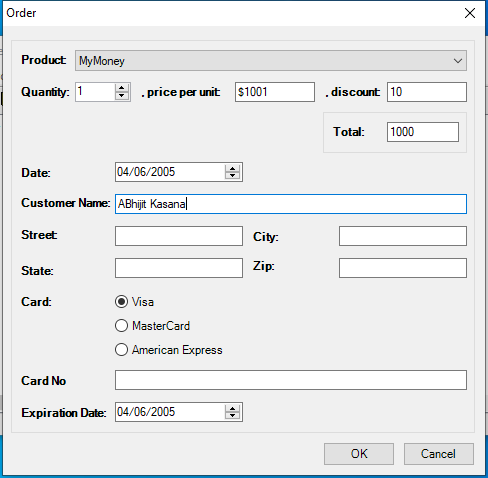 Order
Product: MyMoney
Quantity: 1 , price per unit: $1001 , discount: 10
Total: 1000
Date: 04/06/2005
Customer Name: ABhijit Kasana
Street: City:
State: Zip:
Card: Visa
MasterCard
American Express
Card No
Expiration Date: 04/06/2005
OK Cancel